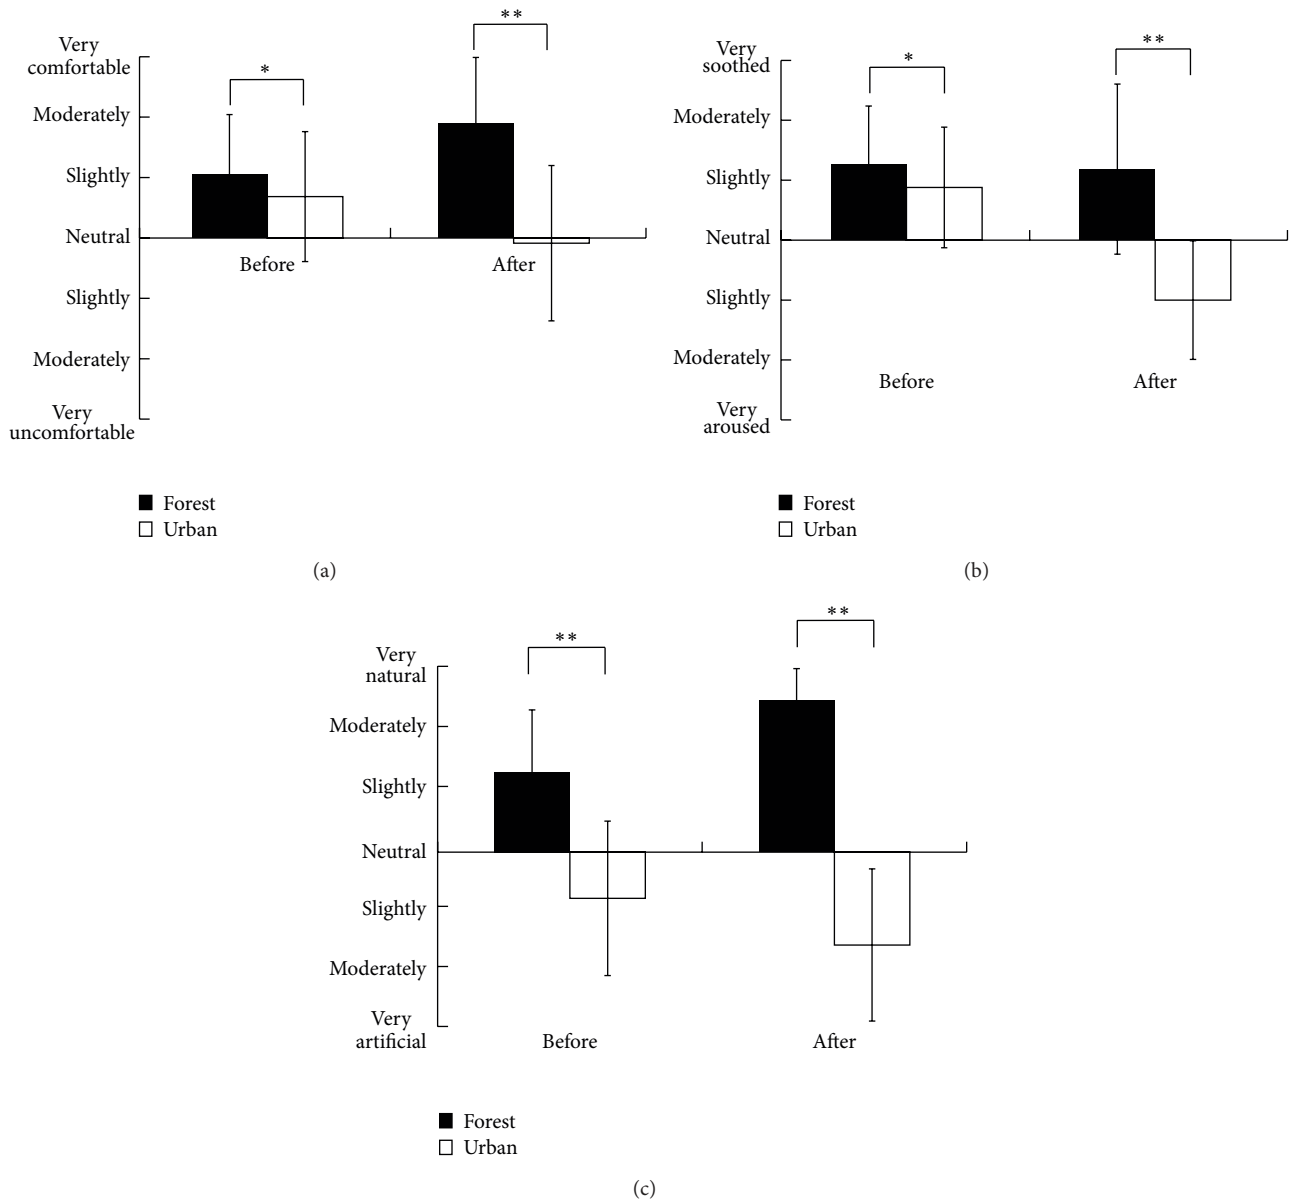 **
Very
comfortable
*
Moderately
Slightly
Neutral
Before
After
Slightly
Moderately
Very
uncomfortable
Forest
Urban
(a)
**
Very
soothed
*
Moderately
Slightly
Neutral
Slightly
Moderately
Before
After
Very
aroused
Forest
Urban
(b)
**
Very
natural
**
Moderately
Slightly
Neutral
Slightly
Moderately
Very
artificial
Before
After
Forest
Urban
(c)